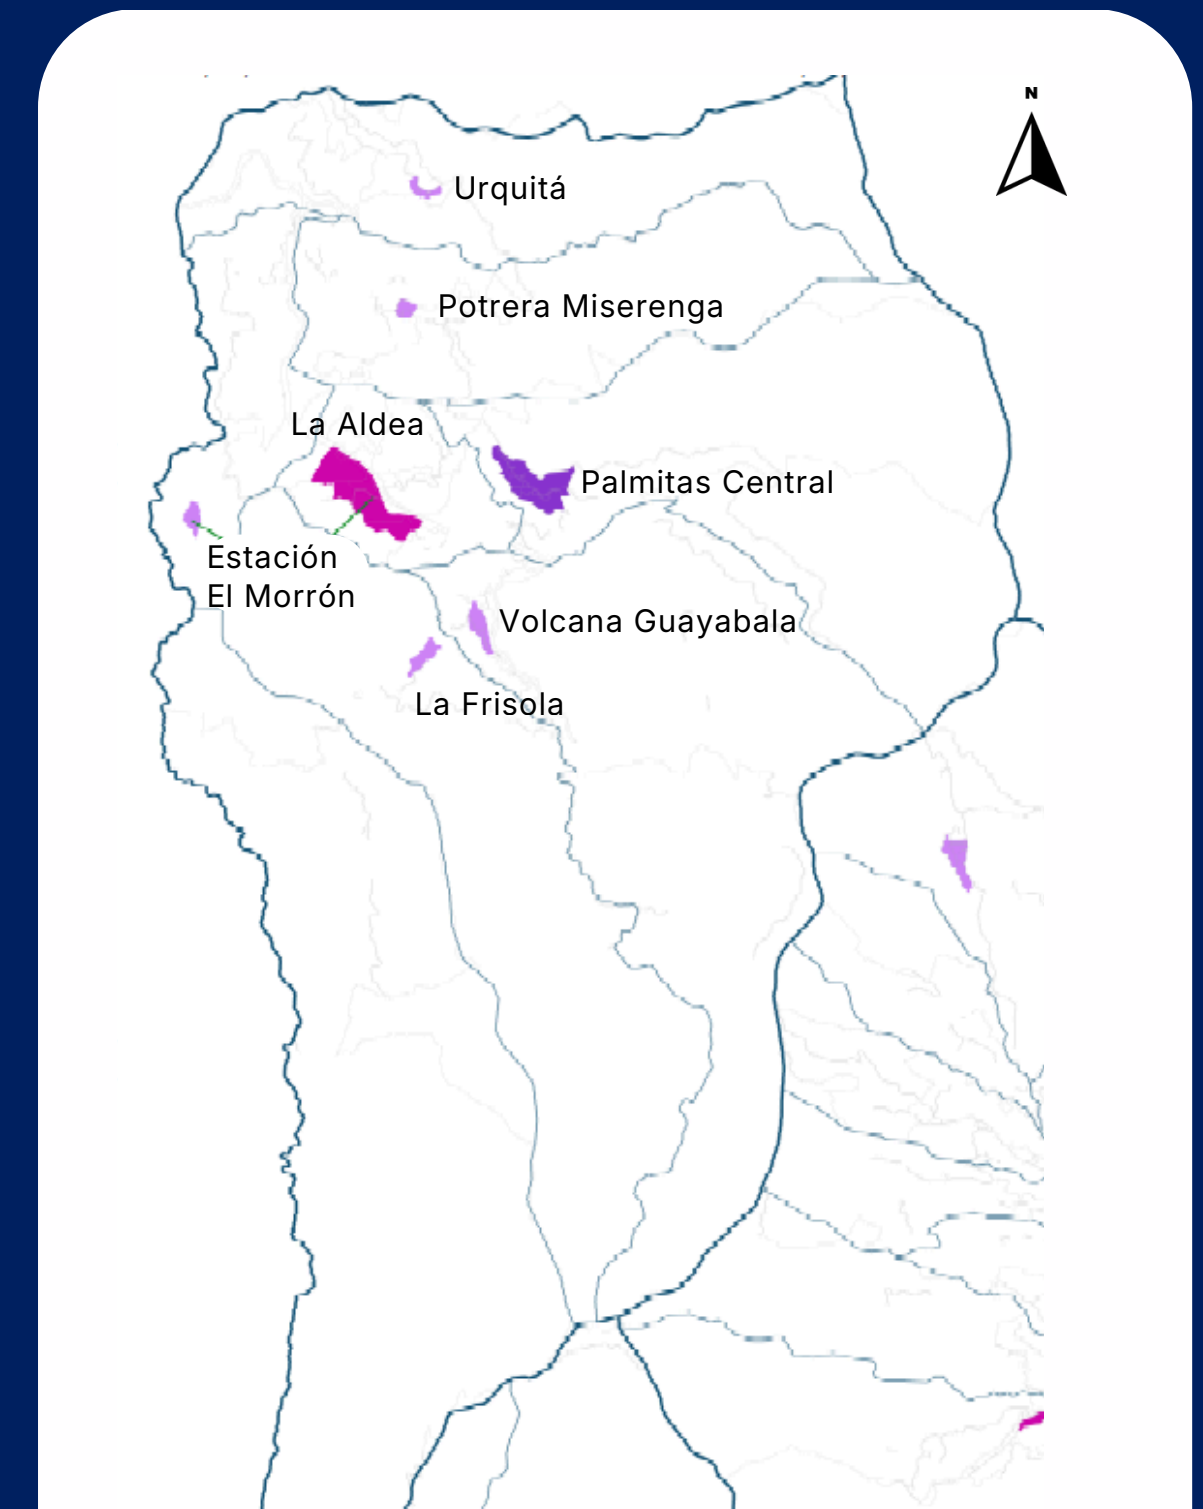 N
Urquitá
Potrera Miserenga
La Aldea
Palmitas Central
Estación
El Morrón
Volcana Guayabala
La Frisola